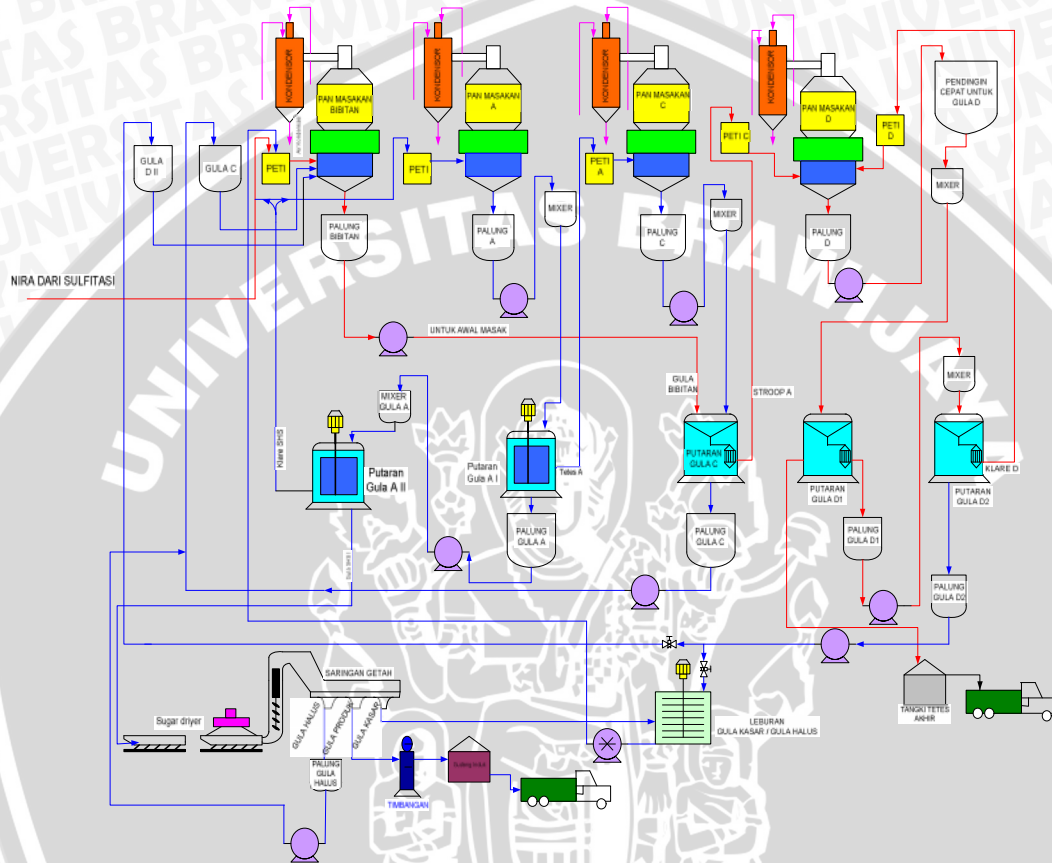 KONDENSOR
KONDENSOR
KONDENSOR
KONDENSOR
PAN MASAKAN
BIBITAN
PAN MASAKAN
A
PAN MASAKAN
C
PAN MASAKAN
D
PENDINGIN
CEPAT UNTUK
GULA D
GULA
D II
GULA C
PETI
PETI
PETI
A
PETI C
PETI
D
MIXER
MIXER
MIXER
PALUNG
BIBITAN
PALUNG
A
PALUNG
C
PALUNG
D
NIRA DARI SULFITASI
UNTUK AWAL MASAK
GULA
BIBITAN
STROOP A
MIXER
MIXER
GULA A
Klare SHS
Putaran
Gula A II
Putaran
Gula A I
Tetes A
PUTARAN
GULA C
PUTARAN
GULA D1
KLARE D
PUTARAN
GULA D2
PALUNG
GULA A
PALUNG
GULA C
PALUNG
GULA D1
PALUNG
GULA D2
SARINGAN GETAH
Sugar driyer
GULA HALUS
GULA PRODUK
GULA KASAR
PALUNG
GULA
HALUS
TIMBANGAN
LEBURAN
GULA KASAR / GULA HALUS
TANGKI TETES
AKHIR
UNIVERSITAS BRAWIJAYA